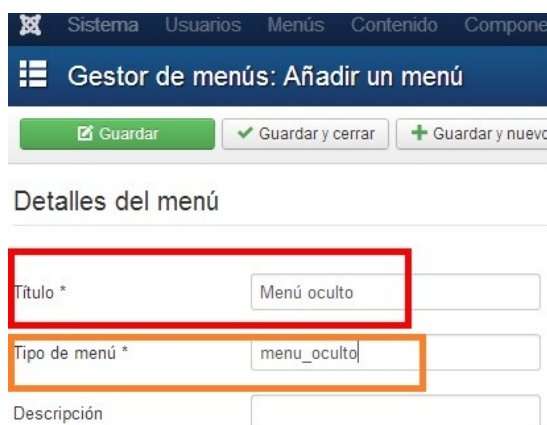 Sistema Usuarios Menús Contenido Compone
Gestor de menús: Añadir un menú
Guardar Guardar y cerrar Guardar y nuevo
Detalles del menú
Título * Menú oculto
Tipo de menú * menu_oculto
Descripción